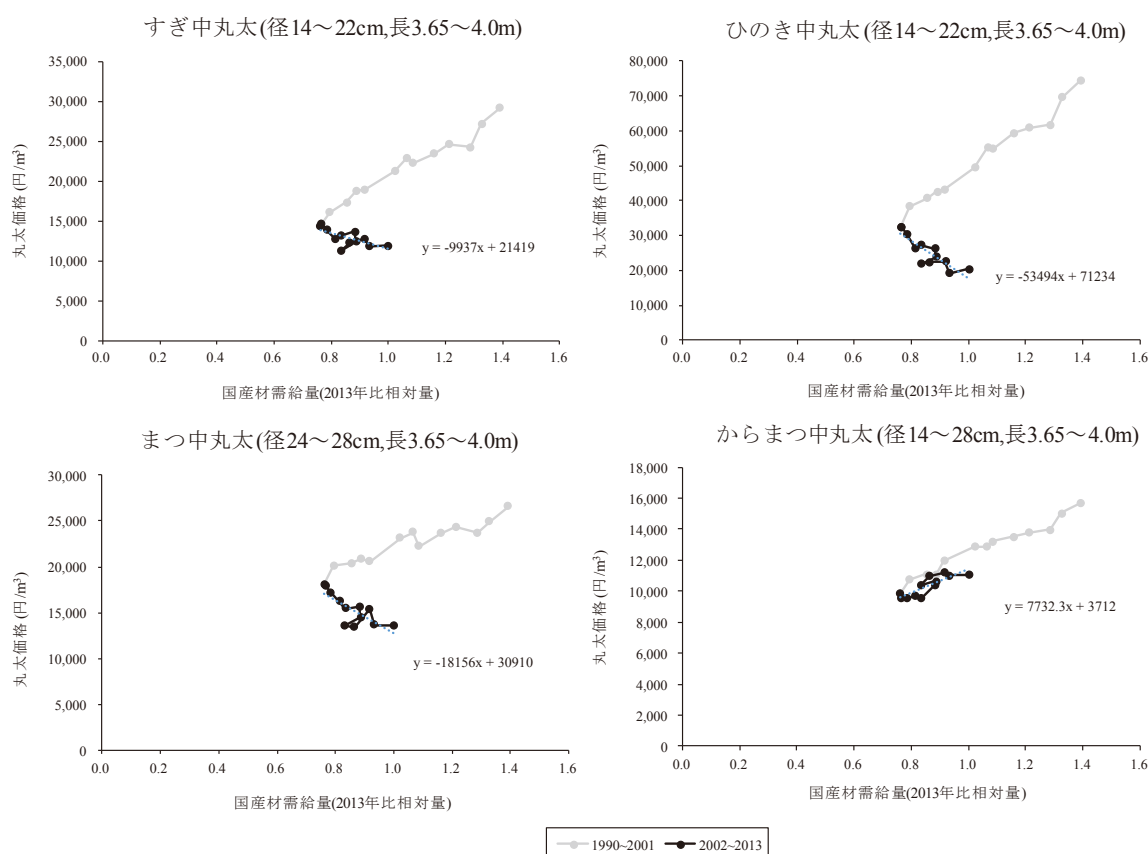 すぎ中丸太(径14～22cm,長3.65～4.0m)
丸太価格 (円/m³)
35,000
30,000
25,000
20,000
15,000
10,000
5,000
0
y = -9937x + 21419
0.0 0.2 0.4 0.6 0.8 1.0 1.2 1.4 1.6
国産材需給量(2013年比相対量)
ひのき中丸太(径14～22cm,長3.65～4.0m)
丸太価格 (円/m³)
80,000
70,000
60,000
50,000
40,000
30,000
20,000
10,000
0
y = -53494x + 71234
0.0 0.2 0.4 0.6 0.8 1.0 1.2 1.4 1.6
国産材需給量(2013年比相対量)
まつ中丸太(径24～28cm,長3.65～4.0m)
丸太価格 (円/m³)
30,000
25,000
20,000
15,000
10,000
5,000
0
y = -18156x + 30910
0.0 0.2 0.4 0.6 0.8 1.0 1.2 1.4 1.6
国産材需給量(2013年比相対量)
からまつ中丸太(径14～28cm,長3.65～4.0m)
丸太価格 (円/m³)
18,000
16,000
14,000
12,000
10,000
8,000
6,000
4,000
2,000
0
y = 7732.3x + 3712
0.0 0.2 0.4 0.6 0.8 1.0 1.2 1.4 1.6
国産材需給量(2013年比相対量)
1990~2001 2002~2013